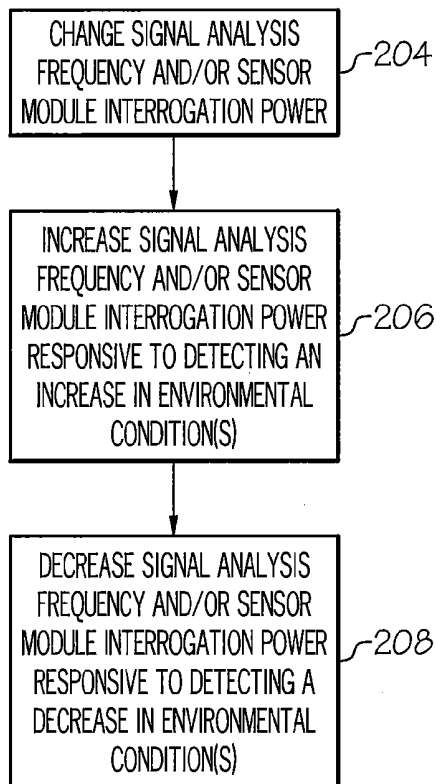 CHANGE SIGNAL ANALYSIS
FREQUENCY AND/OR SENSOR
MODULE INTERROGATION POWER
204
INCREASE SIGNAL ANALYSIS
FREQUENCY AND/OR SENSOR
MODULE INTERROGATION POWER
RESPONSIVE TO DETECTING AN
INCREASE IN ENVIRONMENTAL
CONDITION(S)
206
DECREASE SIGNAL ANALYSIS
FREQUENCY AND/OR SENSOR
MODULE INTERROGATION POWER
RESPONSIVE TO DETECTING A
DECREASE IN ENVIRONMENTAL
CONDITION(S)
208